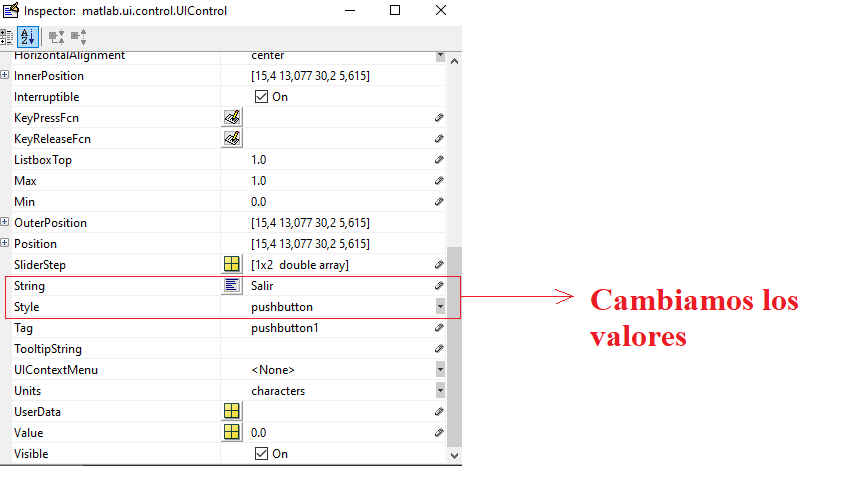 Inspector: matlab.ui.control.UIControl
HorizontalAlignment center
InnerPosition [15,4 13,077 30,2 5,615]
Interruptible On
KeyPressFcn
KeyReleaseFcn
ListboxTop 1.0
Max 1.0
Min 0.0
OuterPosition [15,4 13,077 30,2 5,615]
Position [15,4 13,077 30,2 5,615]
SliderStep [1x2 double array]
String Salir
Style pushbutton
Tag pushbutton1
TooltipString
UIContextMenu <None>
Units characters
UserData
Value 0.0
Visible On
Cambiamos los
valores